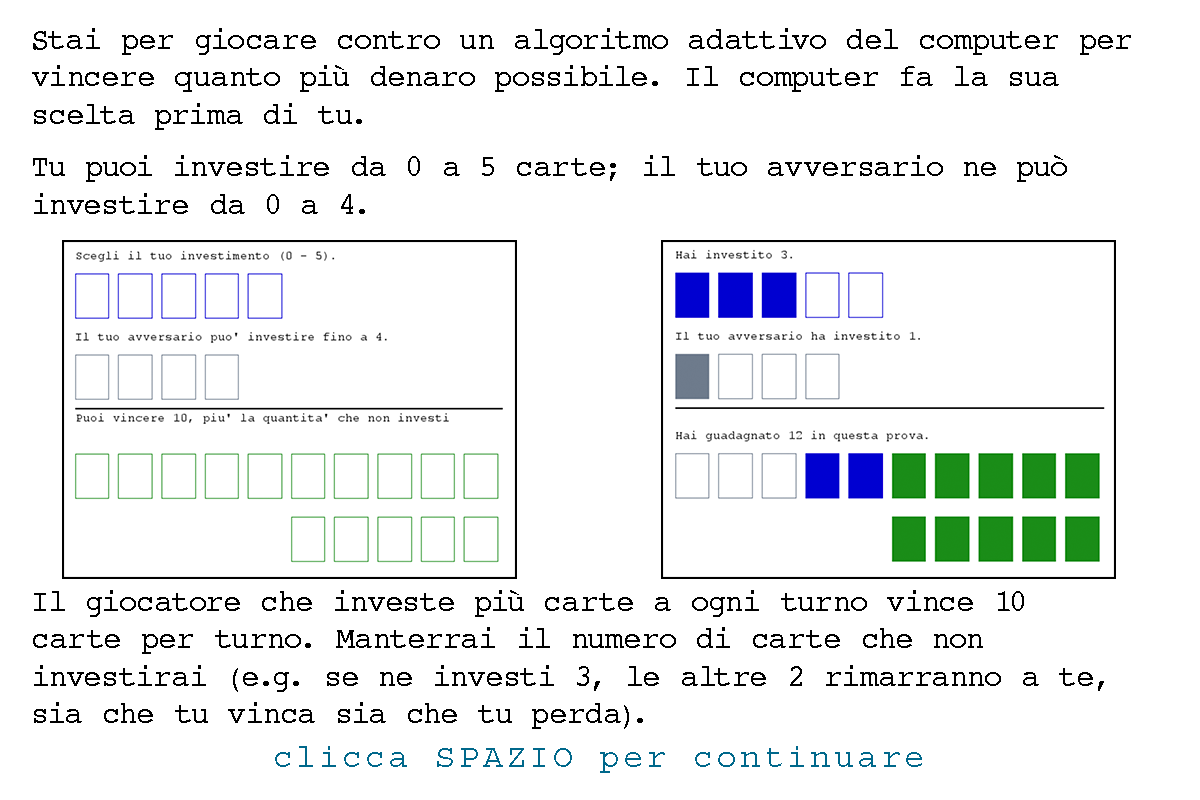 Stai per giocare contro un algoritmo adattivo del computer per
vincere quanto più denaro possibile. Il computer fa la sua
scelta prima di tu.
Tu puoi investire da 0 a 5 carte; il tuo avversario ne può
investire da 0 a 4.
Scegli il tuo investimento (0 - 5).
Il tuo avversario puo' investire fino a 4.
Puoi vincere 10, piu' la quantita' che non investi
Hai investito 3.
Il tuo avversario ha investito 1.
Hai guadagnato 12 in questa prova.
Il giocatore che investe più carte a ogni turno vince 10
carte per turno. Manterrai il numero di carte che non
investirai (e.g. se ne investi 3, le altre 2 rimarranno a te,
sia che tu vinca sia che tu perda).
clicca SPAZIO per continuare